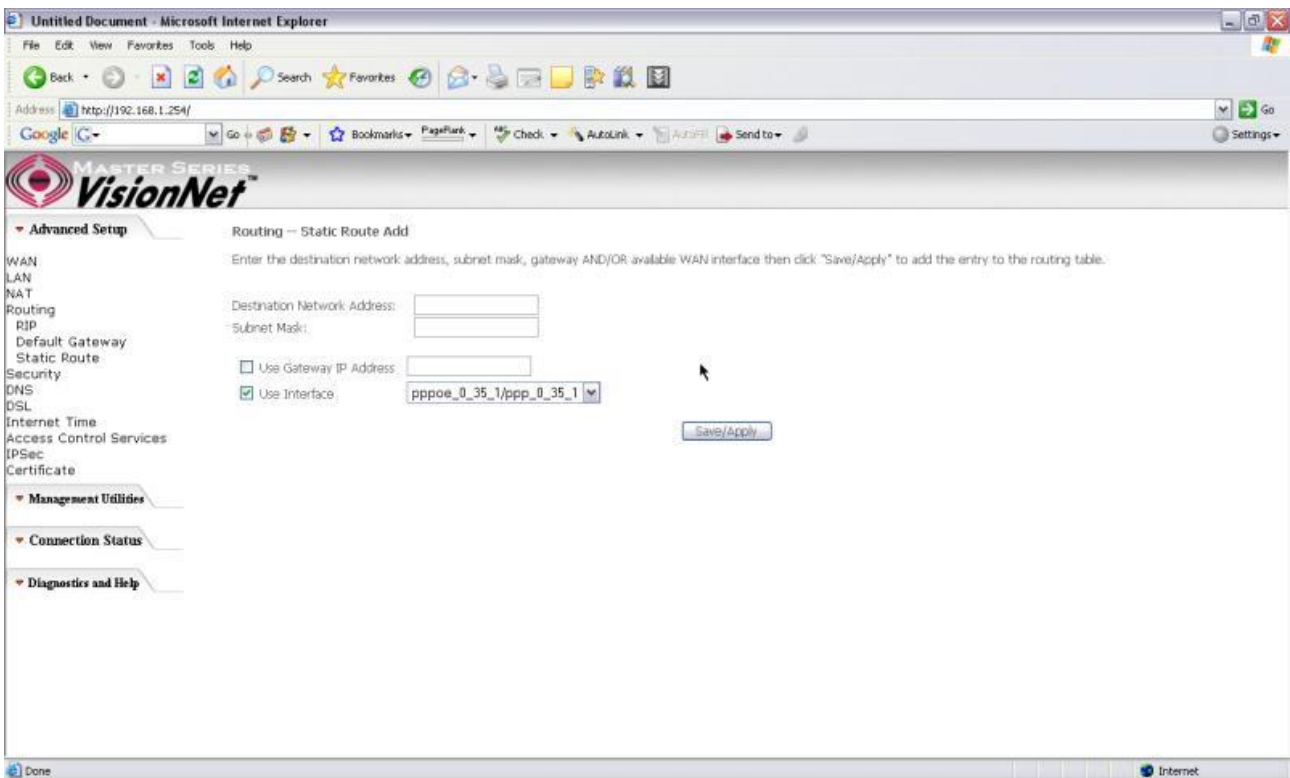 Untitled Document - Microsoft Internet Explorer
File Edit View Favorites Tools Help
Back Search Favorites
Address http://192.168.1.254/ Go
Google G Go Bookmarks PageRank Check AutoLink AutoFill Send to Settings
MASTER SERIES
VisionNet™
Advanced Setup
WAN
LAN
NAT
Routing
RIP
Default Gateway
Static Route
Security
DNS
DSL
Internet Time
Access Control Services
IPSec
Certificate
Management Utilities
Connection Status
Diagnostics and Help
Routing -- Static Route Add
Enter the destination network address, subnet mask, gateway AND/OR available WAN interface then click "Save/Apply" to add the entry to the routing table.
Destination Network Address:
Subnet Mask:
Use Gateway IP Address
Use Interface pppoe_0_35_1/ppp_0_35_1
Save/Apply
Done Internet